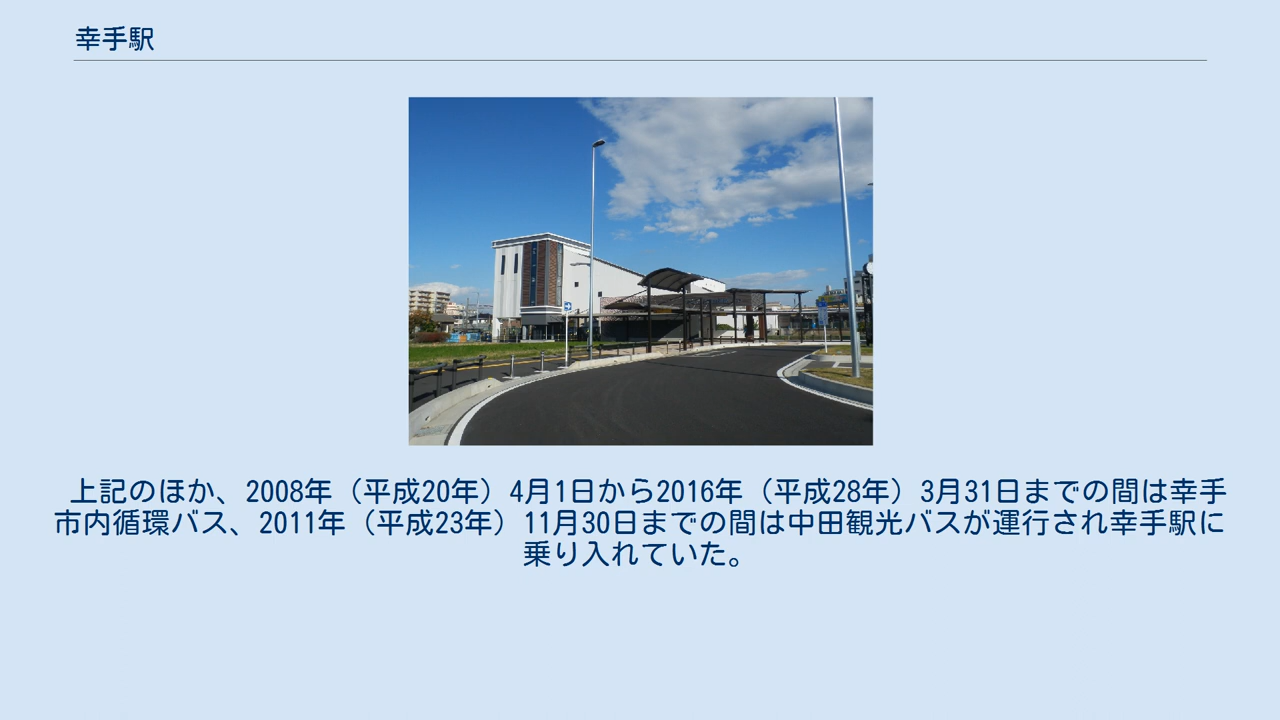 幸手駅
上記のほか、2008年（平成20年）4月1日から2016年（平成28年）3月31日までの間は幸手
市内循環バス、2011年（平成23年）11月30日までの間は中田観光バスが運行され幸手駅に
乗り入れていた。